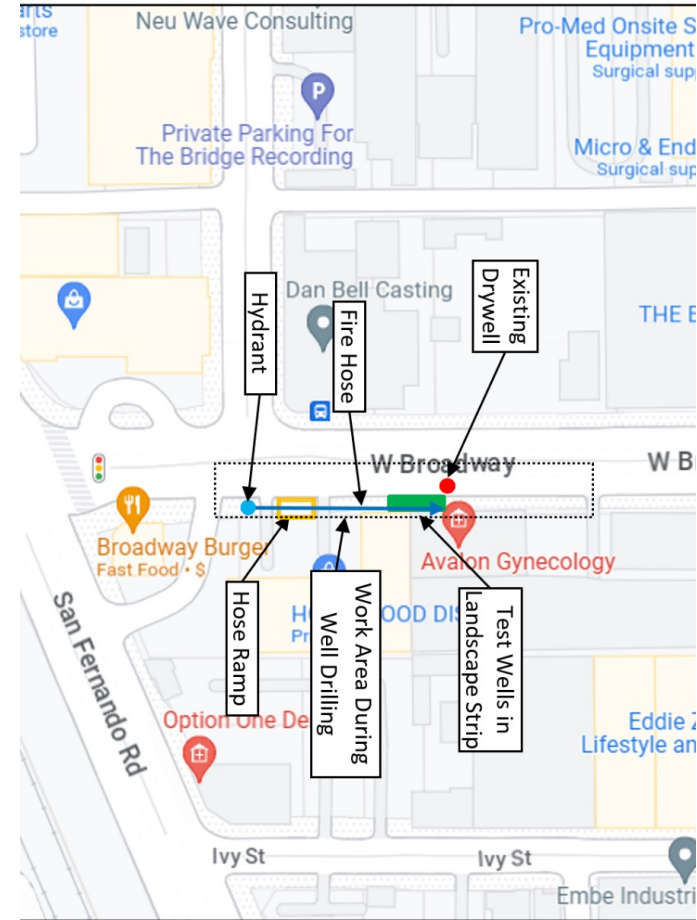 arts
store
Neu Wave Consulting
Pro-Med Onsite S
Equipment
Surgical sup
P
Private Parking For
The Bridge Recording
Micro & End
Surgical sup
Dan Bell Casting
THE E
Hydrant
Fire Hose
Existing
Drywell
W Broadway
W B
Broadway Burger
Fast Food • $
Avalon Gynecology
OOD DIS
Pr
Hose Ramp
Work Area During
Well Drilling
Test Wells in
Landscape Strip
San Fernando Rd
Option One De
Eddie
Lifestyle an
Ivy St
Ivy St
Embe Industri